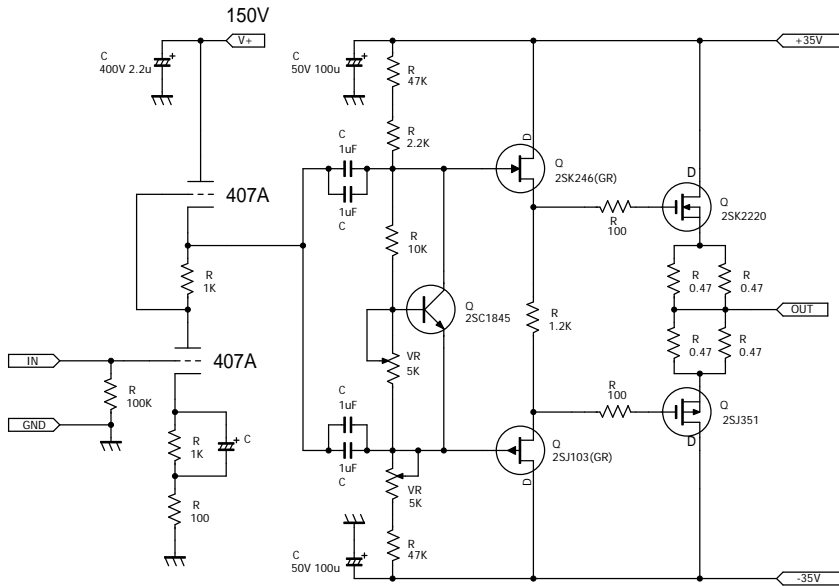 150V
V+
C
400V 2.2u
407A
R
1K
407A
IN
R
100K
GND
R
1K
C
R
100
C
50V 100u
R
47K
R
2.2K
C
1uF
1uF
C
R
10K
Q
2SC1845
VR
5K
C
1uF
1uF
C
VR
5K
R
47K
C
50V 100u
D
Q
2SK246(GR)
R
1.2K
Q
2SJ103(GR)
D
R
100
R
100
+35V
D
Q
2SK2220
R
0.47
R
0.47
OUT
R
0.47
R
0.47
Q
2SJ351
D
-35V